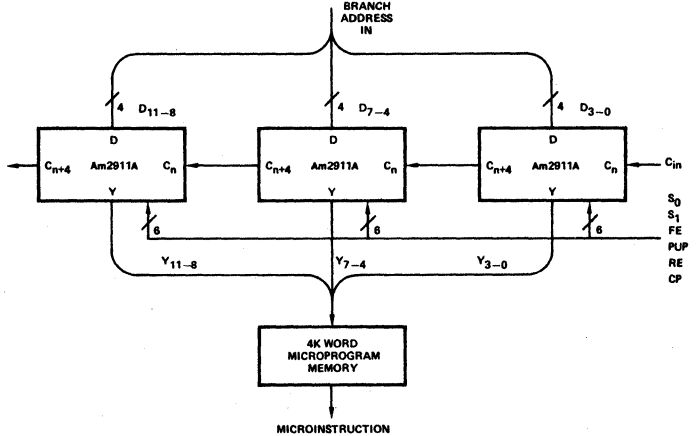 BRANCH
ADDRESS
IN
4 D11–8 4 D7–4 4 D3–0
D D D
Cn+4 Am2911A Cn Cn+4 Am2911A Cn Cn+4 Am2911A Cn Cin
Y Y Y
6 6 6
S0
S1
FE
PUP
RE
CP
Y11–8 Y7–4 Y3–0
4K WORD
MICROPROGRAM
MEMORY
MICROINSTRUCTION